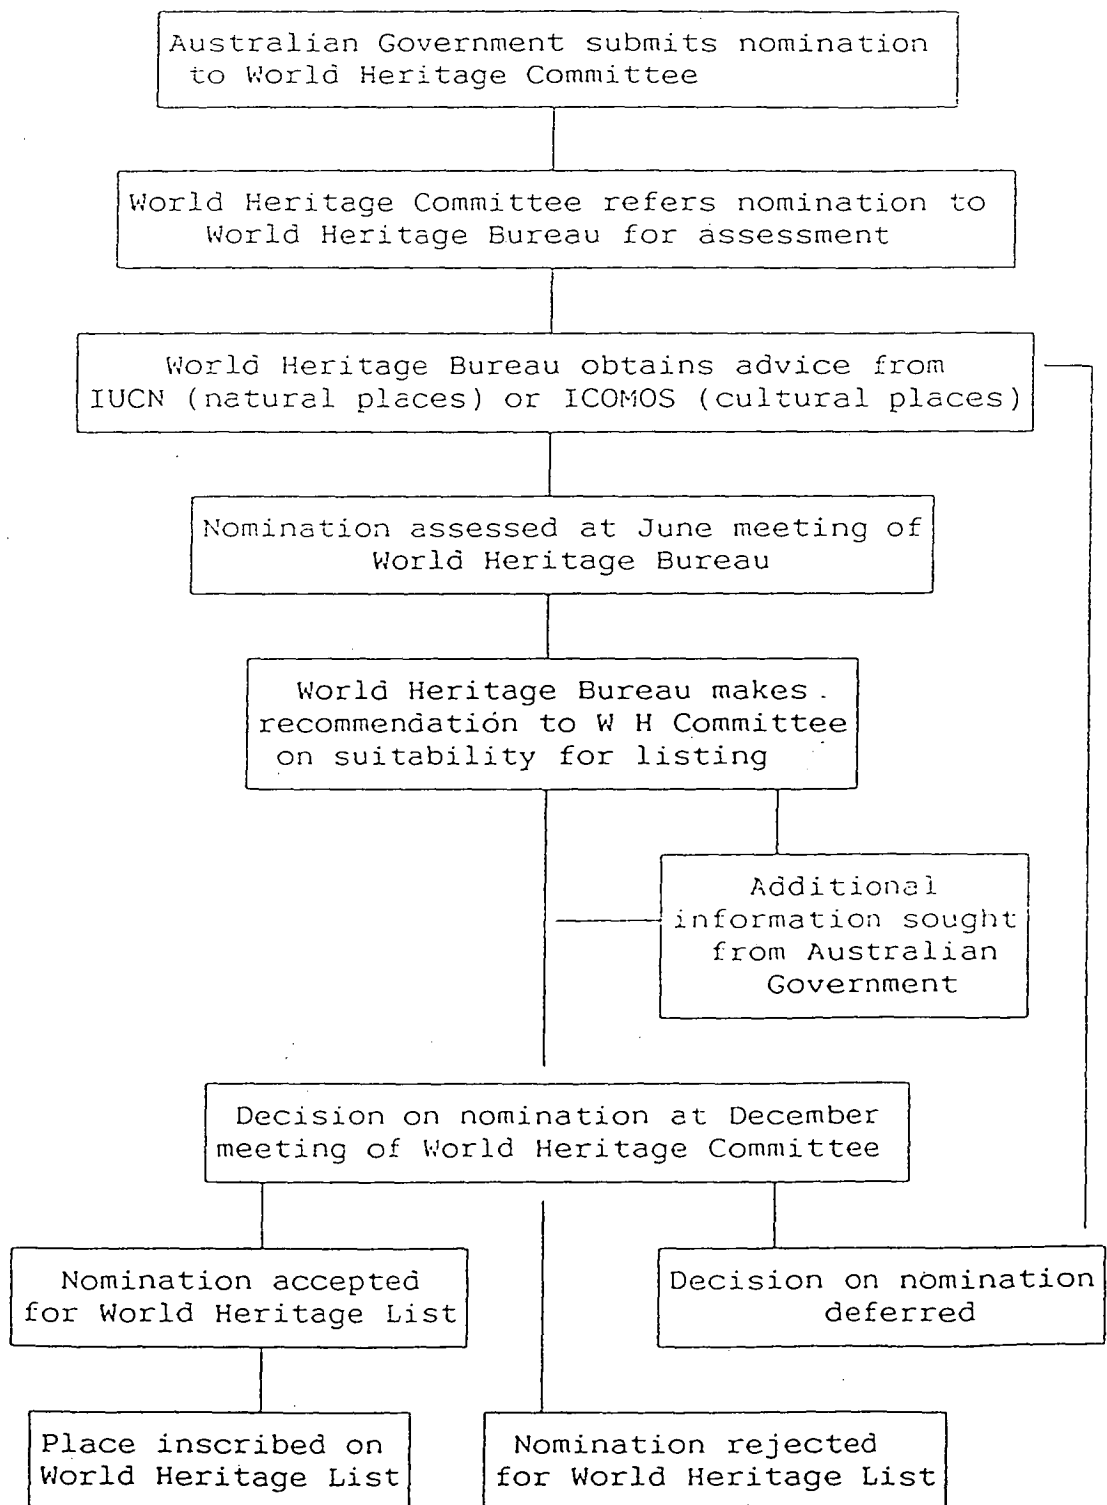 Australian Government submits nomination
to World Heritage Committee
World Heritage Committee refers nomination to
World Heritage Bureau for assessment
World Heritage Bureau obtains advice from
IUCN (natural places) or ICOMOS (cultural places)
Nomination assessed at June meeting of
World Heritage Bureau
World Heritage Bureau makes
recommendation to W H Committee
on suitability for listing
Additional
information sought
from Australian
Government
Decision on nomination at December
meeting of World Heritage Committee
Nomination accepted
for World Heritage List
Decision on nomination
deferred
Place inscribed on
World Heritage List
Nomination rejected
for World Heritage List